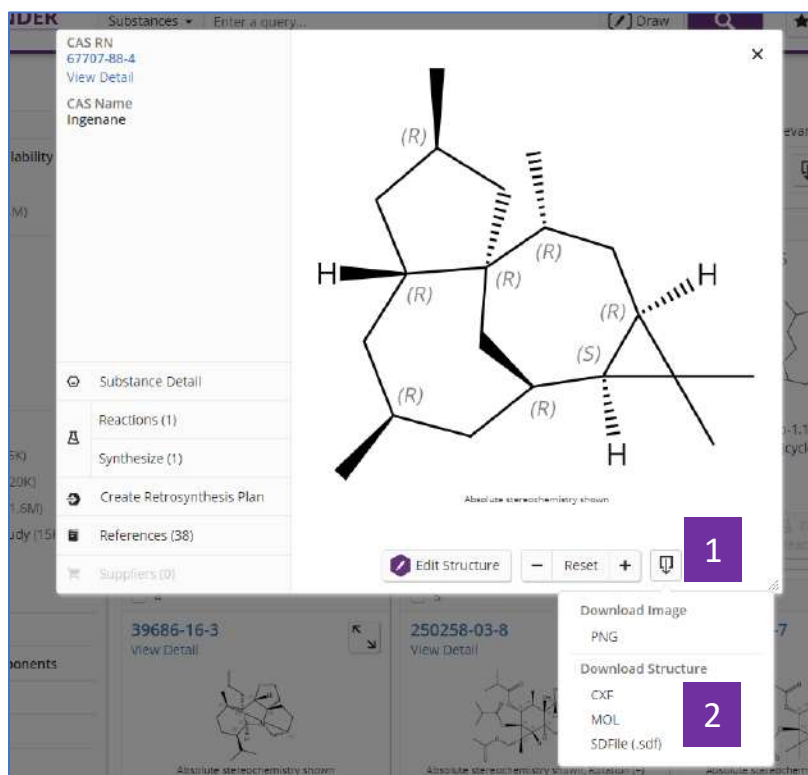 NDER
Substances
Enter a query...
Draw
CAS RN
67707-88-4
View Detail
CAS Name
Ingenane
lability
M)
5K)
20K)
1.6M)
udy (15
ponents
(R)
H
(R)
(R)
(R)
(R)
H
(S)
(R)
(R)
H
Absolute stereochemistry shown
Substance Detail
Reactions (1)
Synthesize (1)
Create Retrosynthesis Plan
References (38)
Suppliers (0)
Edit Structure
−
Reset
+
1
Download Image
PNG
Download Structure
CXF
MOL
SDFile (.sdf)
2
39686-16-3
View Detail
250258-03-8
View Detail
-7
Absolute stereochemistry shown
Absolute stereochemistry shown, Rotation (+)